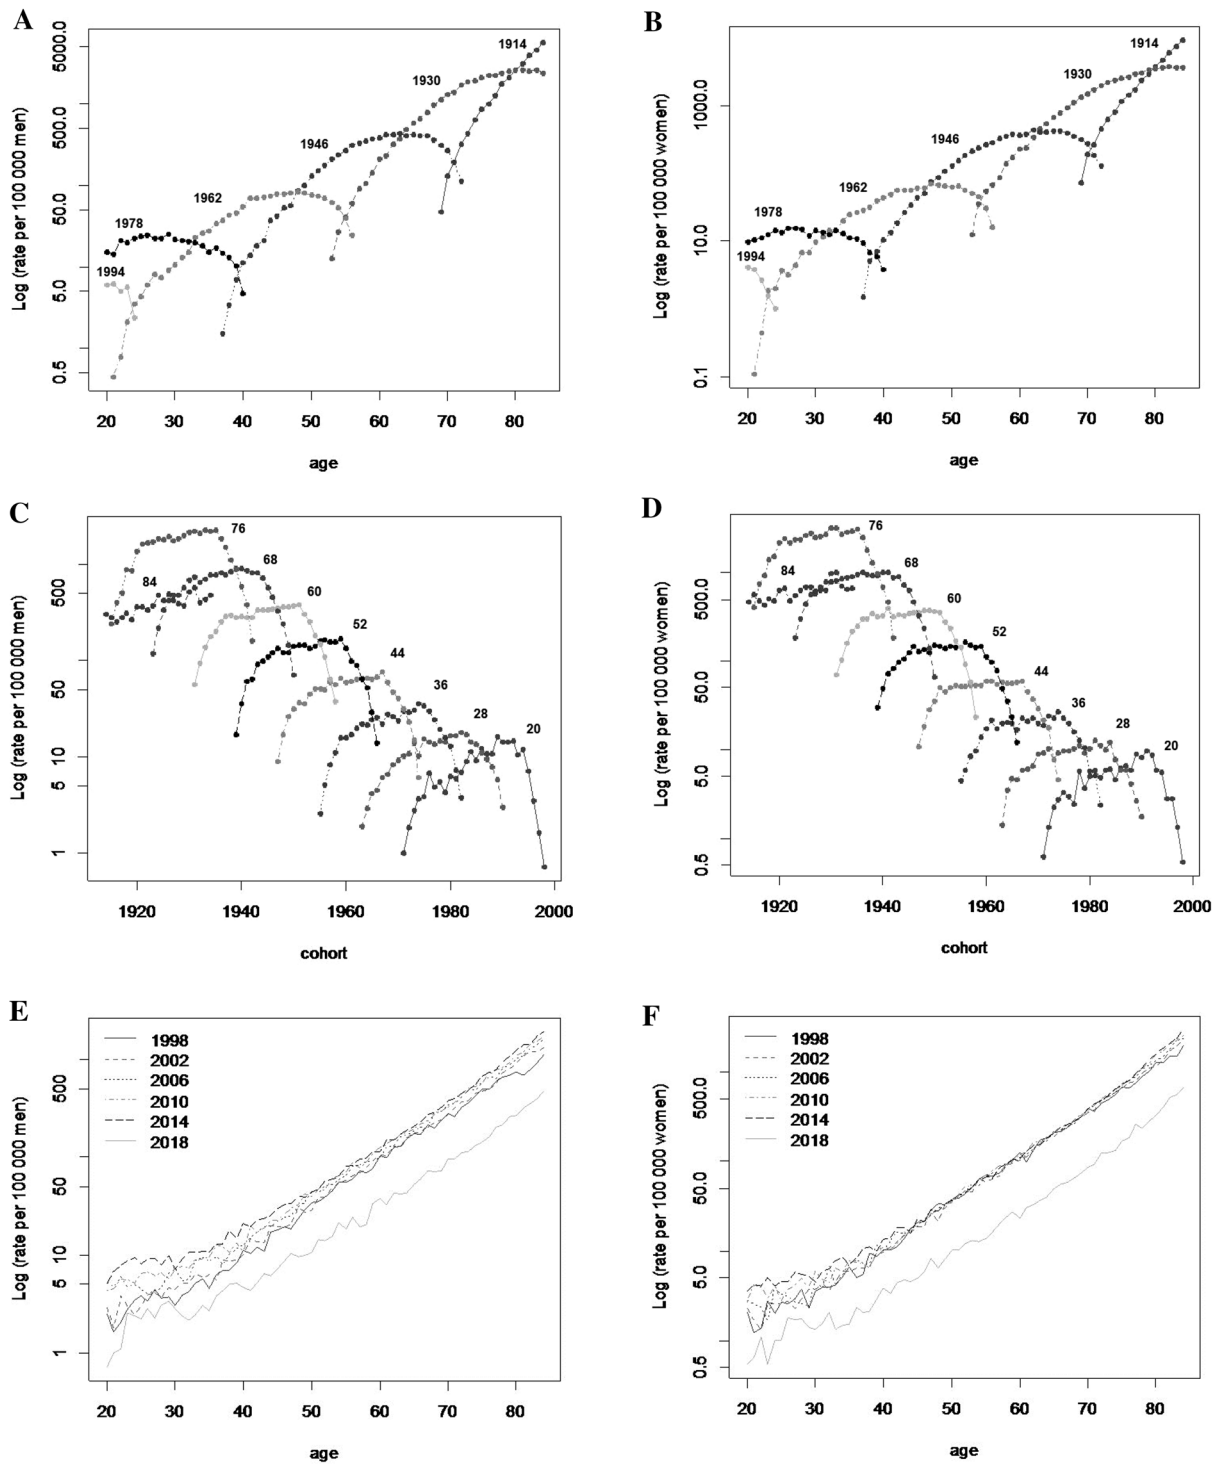 A
Log (rate per 100 000 men)
5000.0
500.0
50.0
5.0
0.5
1914
1930
1946
1962
1978
1994
20 30 40 50 60 70 80
age
B
Log (rate per 100 000 women)
1000.0
10.0
0.1
1914
1930
1946
1962
1978
1994
20 30 40 50 60 70 80
age
C
Log (rate per 100 000 men)
500
50
10
5
1
76
68
84
60
52
44
36
28
20
1920 1940 1960 1980 2000
cohort
D
Log (rate per 100 000 women)
500.0
50.0
5.0
0.5
76
68
84
60
52
44
36
28
20
1920 1940 1960 1980 2000
cohort
E
Log (rate per 100 000 men)
500
50
10
5
1
1998
2002
2006
2010
2014
2018
20 30 40 50 60 70 80
age
F
Log (rate per 100 000 women)
500.0
50.0
5.0
0.5
1998
2002
2006
2010
2014
2018
20 30 40 50 60 70 80
age